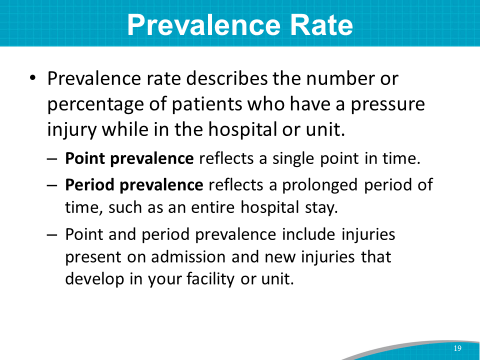 Prevalence Rate
• Prevalence rate describes the number or
percentage of patients who have a pressure
injury while in the hospital or unit.
– Point prevalence reflects a single point in time.
– Period prevalence reflects a prolonged period of
time, such as an entire hospital stay.
– Point and period prevalence include injuries
present on admission and new injuries that
develop in your facility or unit.
19